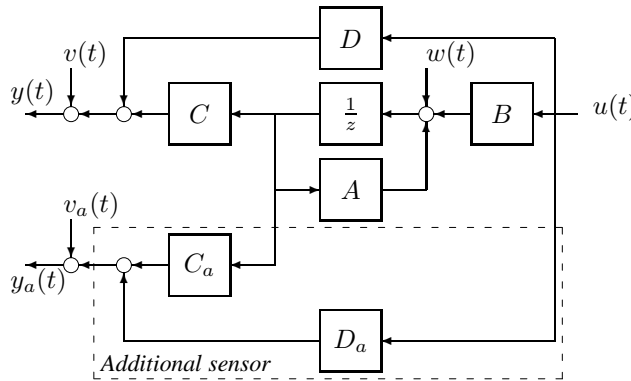 D
v(t)
w(t)
y(t)
C
1/z
B
u(t)
A
v_a(t)
C_a
y_a(t)
D_a
Additional sensor